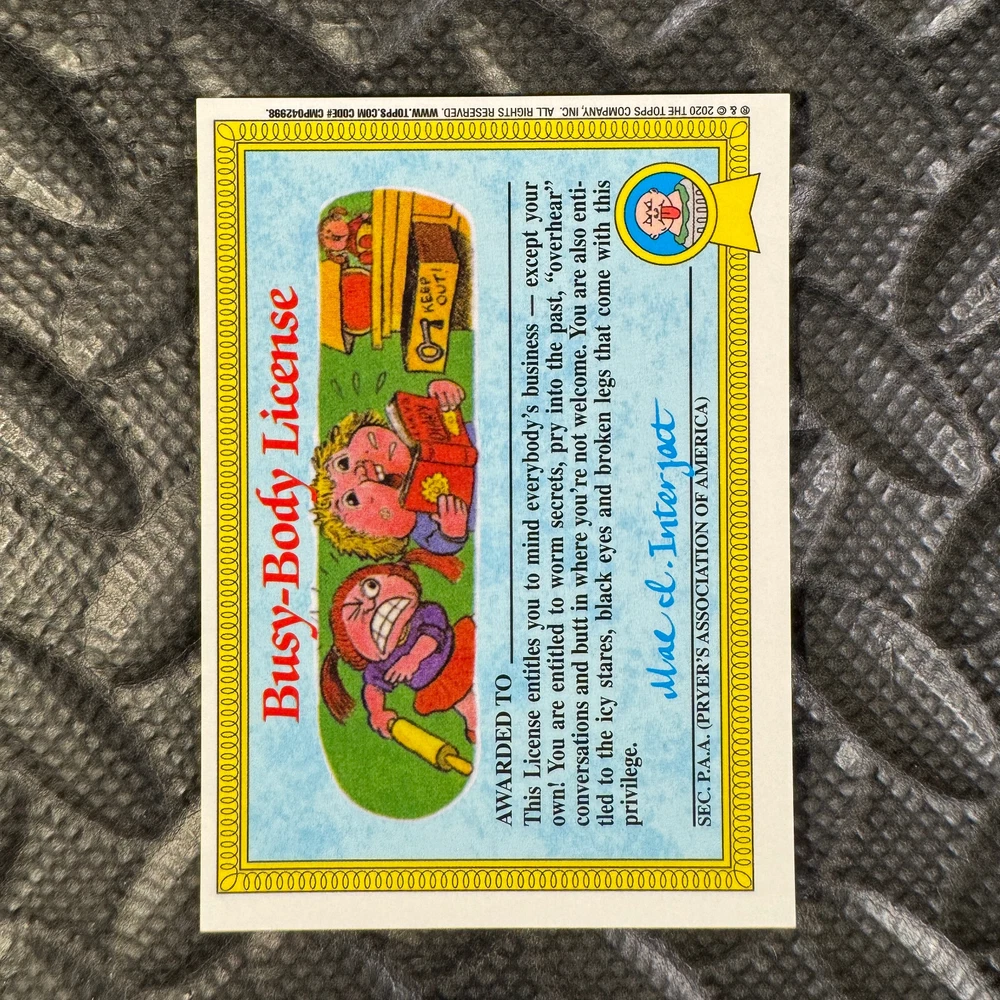 Busy-Body License
KEEP
OUT!
DIARY
AWARDED TO
This License entitles you to mind everybody's business — except your
own! You are entitled to worm secrets, pry into the past, “overhear”
conversations and butt in where you're not welcome. You are also enti-
tled to the icy stares, black eyes and broken legs that come with this
privilege.
Mae I. Interject
SEC. P.A.A. (PRYER'S ASSOCIATION OF AMERICA)
® & © 2020 THE TOPPS COMPANY, INC. ALL RIGHTS RESERVED. WWW.TOPPS.COM CODE# CMP042998.